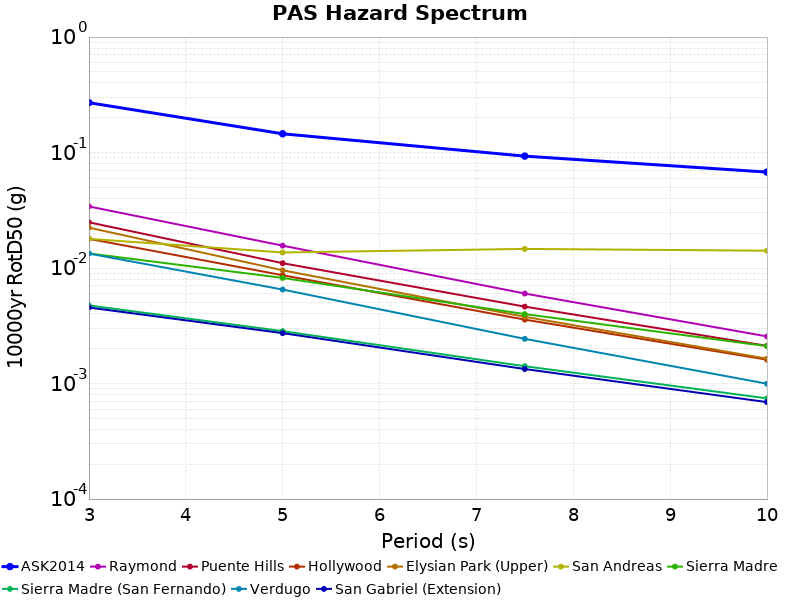 PAS Hazard Spectrum
10000yr RotD50 (g)
10^0
10^-1
10^-2
10^-3
10^-4
3 4 5 6 7 8 9 10
Period (s)
ASK2014 Raymond Puente Hills Hollywood Elysian Park (Upper) San Andreas Sierra Madre
Sierra Madre (San Fernando) Verdugo San Gabriel (Extension)